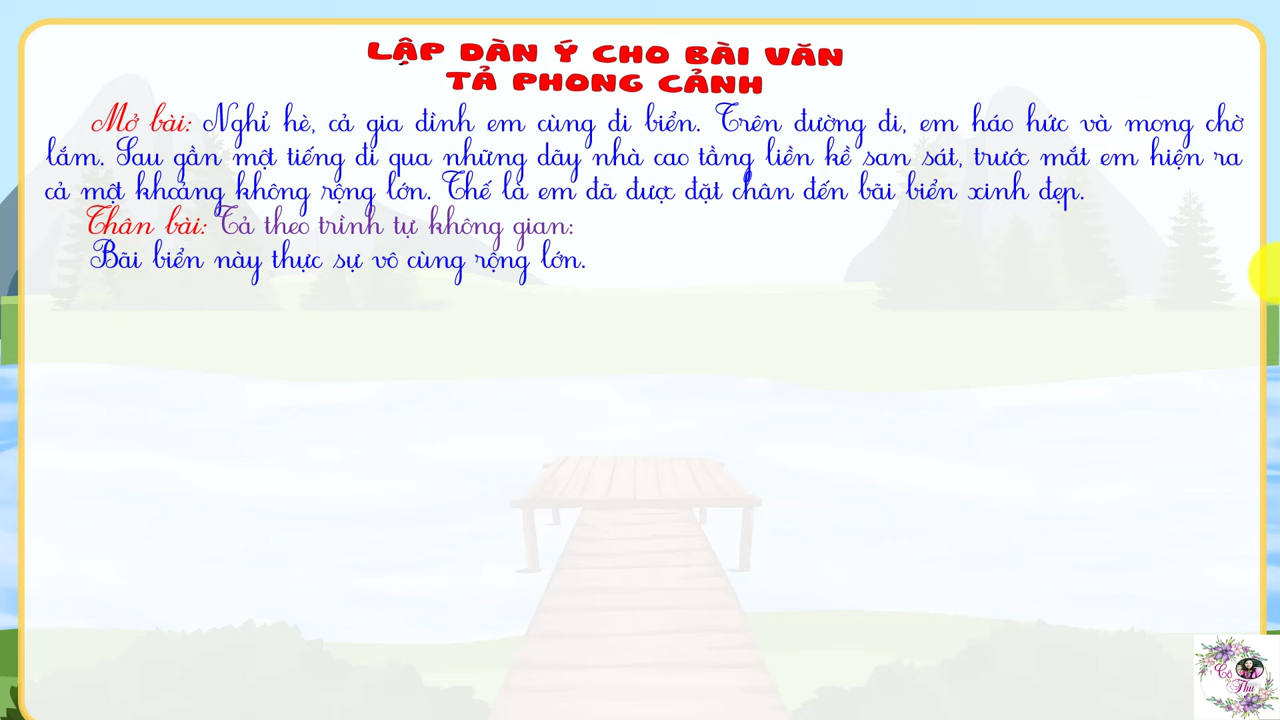 LẬP DÀN Ý CHO BÀI VĂN
TẢ PHONG CẢNH
Mở bài: Nghỉ hè, cả gia đình em cùng đi biển. Trên đường đi, em háo hức và mong chờ
lắm. Sau gần một tiếng đi qua những dãy nhà cao tầng liền kề san sát, trước mắt em hiện ra
cả một khoảng không rộng lớn. Thế là em đã được đặt chân đến bãi biển xinh đẹp.
Thân bài: Tả theo trình tự không gian:
Bãi biển này thực sự vô cùng rộng lớn.
Cô
Thu